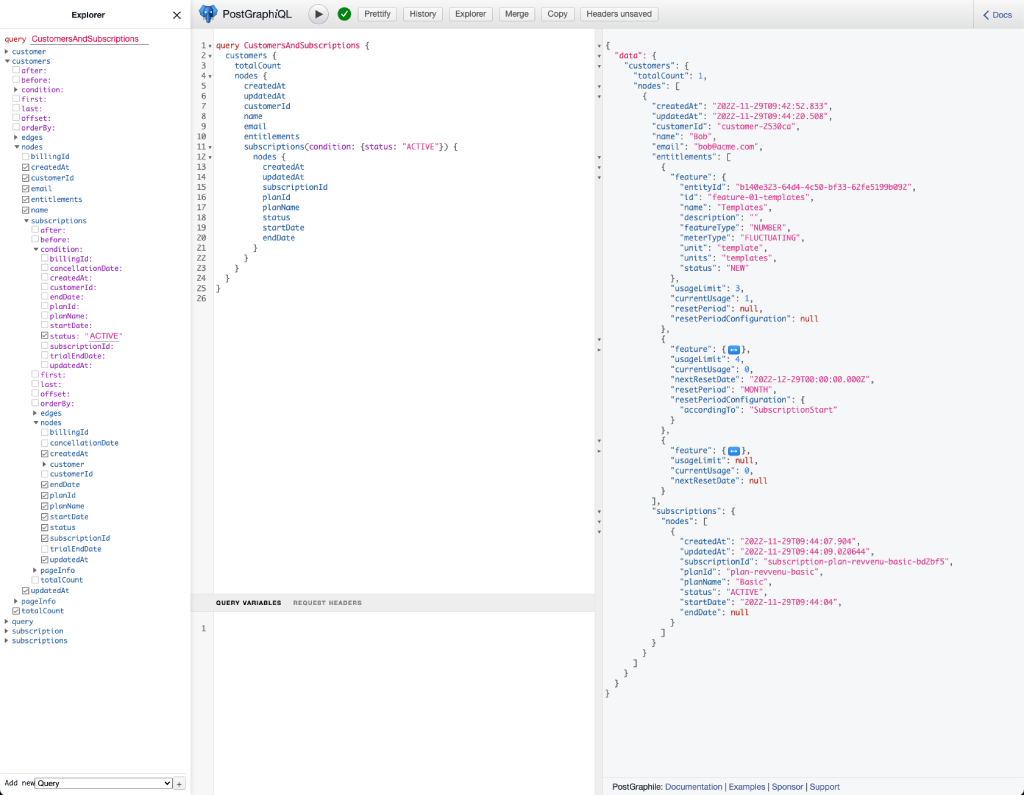 Explorer
query CustomersAndSubscriptions
customer
customers
after:
before:
condition:
first:
last:
offset:
orderBy:
edges
nodes
billingId
createdAt
customerId
email
entitlements
name
subscriptions
after:
before:
condition:
billingId:
cancellationDate:
createdAt:
customerId:
endDate:
planId:
planName:
startDate:
status: "ACTIVE"
subscriptionId:
trialEndDate:
updatedAt:
first:
last:
offset:
orderBy:
edges
nodes
billingId
cancellationDate
createdAt
customer
customerId
endDate
planId
planName
startDate
status
subscriptionId
trialEndDate
updatedAt
pageInfo
totalCount
updatedAt
pageInfo
totalCount
query
subscription
subscriptions
Add new Query +
PostGraphiQL Prettify History Explorer Merge Copy Headers unsaved Docs
1 query CustomersAndSubscriptions {
2 customers {
3 totalCount
4 nodes {
5 createdAt
6 updatedAt
7 customerId
8 name
9 email
10 entitlements
11 subscriptions(condition: {status: "ACTIVE"}) {
12 nodes {
13 createdAt
14 updatedAt
15 subscriptionId
16 planId
17 planName
18 status
19 startDate
20 endDate
21 }
22 }
23 }
24 }
25 }
26
QUERY VARIABLES REQUEST HEADERS
1
{
"data": {
"customers": {
"totalCount": 1,
"nodes": [
{
"createdAt": "2022-11-29T09:42:52.833",
"updatedAt": "2022-11-29T09:44:20.508",
"customerId": "customer-2530ca",
"name": "Bob",
"email": "bob@acme.com",
"entitlements": [
{
"feature": {
"entityId": "b140e323-64d4-4c50-bf33-62fe5199b092",
"id": "feature-01-templates",
"name": "Templates",
"description": "",
"featureType": "NUMBER",
"meterType": "FLUCTUATING",
"unit": "template",
"units": "templates",
"status": "NEW"
},
"usageLimit": 3,
"currentUsage": 1,
"resetPeriod": null,
"resetPeriodConfiguration": null
},
{
"feature": {↔},
"usageLimit": 4,
"currentUsage": 0,
"nextResetDate": "2022-12-29T00:00:00.000Z",
"resetPeriod": "MONTH",
"resetPeriodConfiguration": {
"accordingTo": "SubscriptionStart"
}
},
{
"feature": {↔},
"usageLimit": null,
"currentUsage": 0,
"nextResetDate": null
}
],
"subscriptions": {
"nodes": [
{
"createdAt": "2022-11-29T09:44:07.904",
"updatedAt": "2022-11-29T09:44:09.020644",
"subscriptionId": "subscription-plan-revvenu-basic-bd2bf5",
"planId": "plan-revvenu-basic",
"planName": "Basic",
"status": "ACTIVE",
"startDate": "2022-11-29T09:44:04",
"endDate": null
}
]
}
}
]
}
}
}
PostGraphile: Documentation | Examples | Sponsor | Support